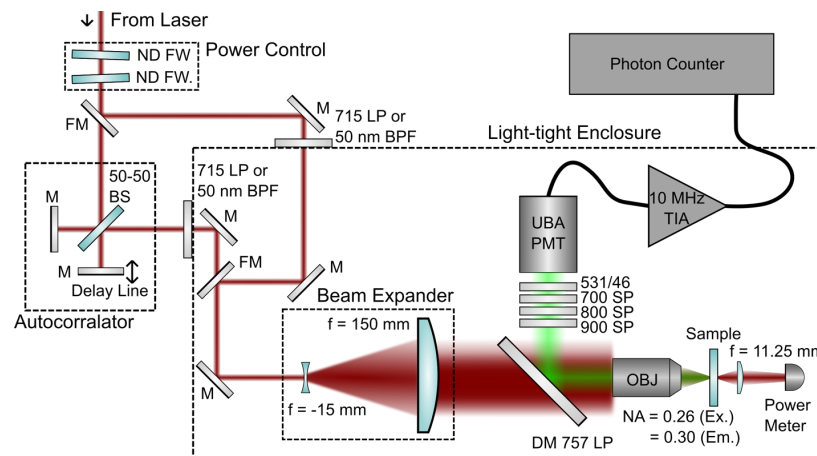 From Laser
ND FW
Power Control
ND FW.
FM
M
715 LP or
50 nm BPF
Photon Counter
Light-tight Enclosure
50-50
BS
M
715 LP or
50 nm BPF
M
M
Delay Line
Autocorralator
FM
M
10 MHz
TIA
UBA
PMT
531/46
700 SP
800 SP
900 SP
Beam Expander
f = 150 mm
f = -15 mm
M
DM 757 LP
OBJ
Sample
f = 11.25 mm
NA = 0.26 (Ex.)
= 0.30 (Em.)
Power
Meter